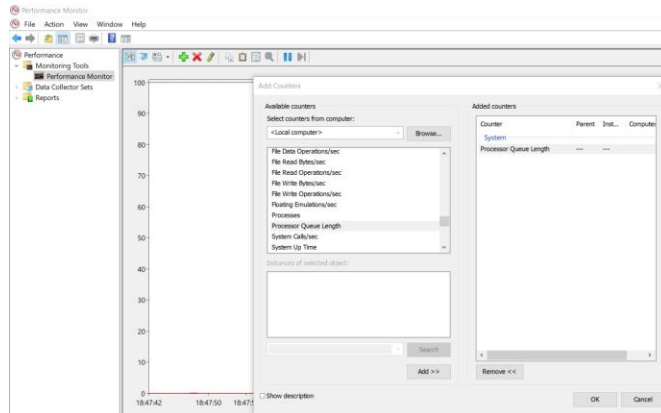 Performance Monitor
File Action View Window Help
Performance
Monitoring Tools
Performance Monitor
Data Collector Sets
Reports
100
90
80
70
60
50
40
30
20
10
0
18:47:42 18:47:50
Add Counters
Available counters
Select counters from computer:
<Local computer>
Browse...
File Data Operations/sec
File Read Bytes/sec
File Read Operations/sec
File Write Bytes/sec
File Write Operations/sec
Floating Emulations/sec
Processes
Processor Queue Length
System Calls/sec
System Up Time
Instances of selected object:
Search
Add >>
Show description
Added counters
Counter Parent Inst... Computer
System
Processor Queue Length --- ---
Remove <<
OK Cancel